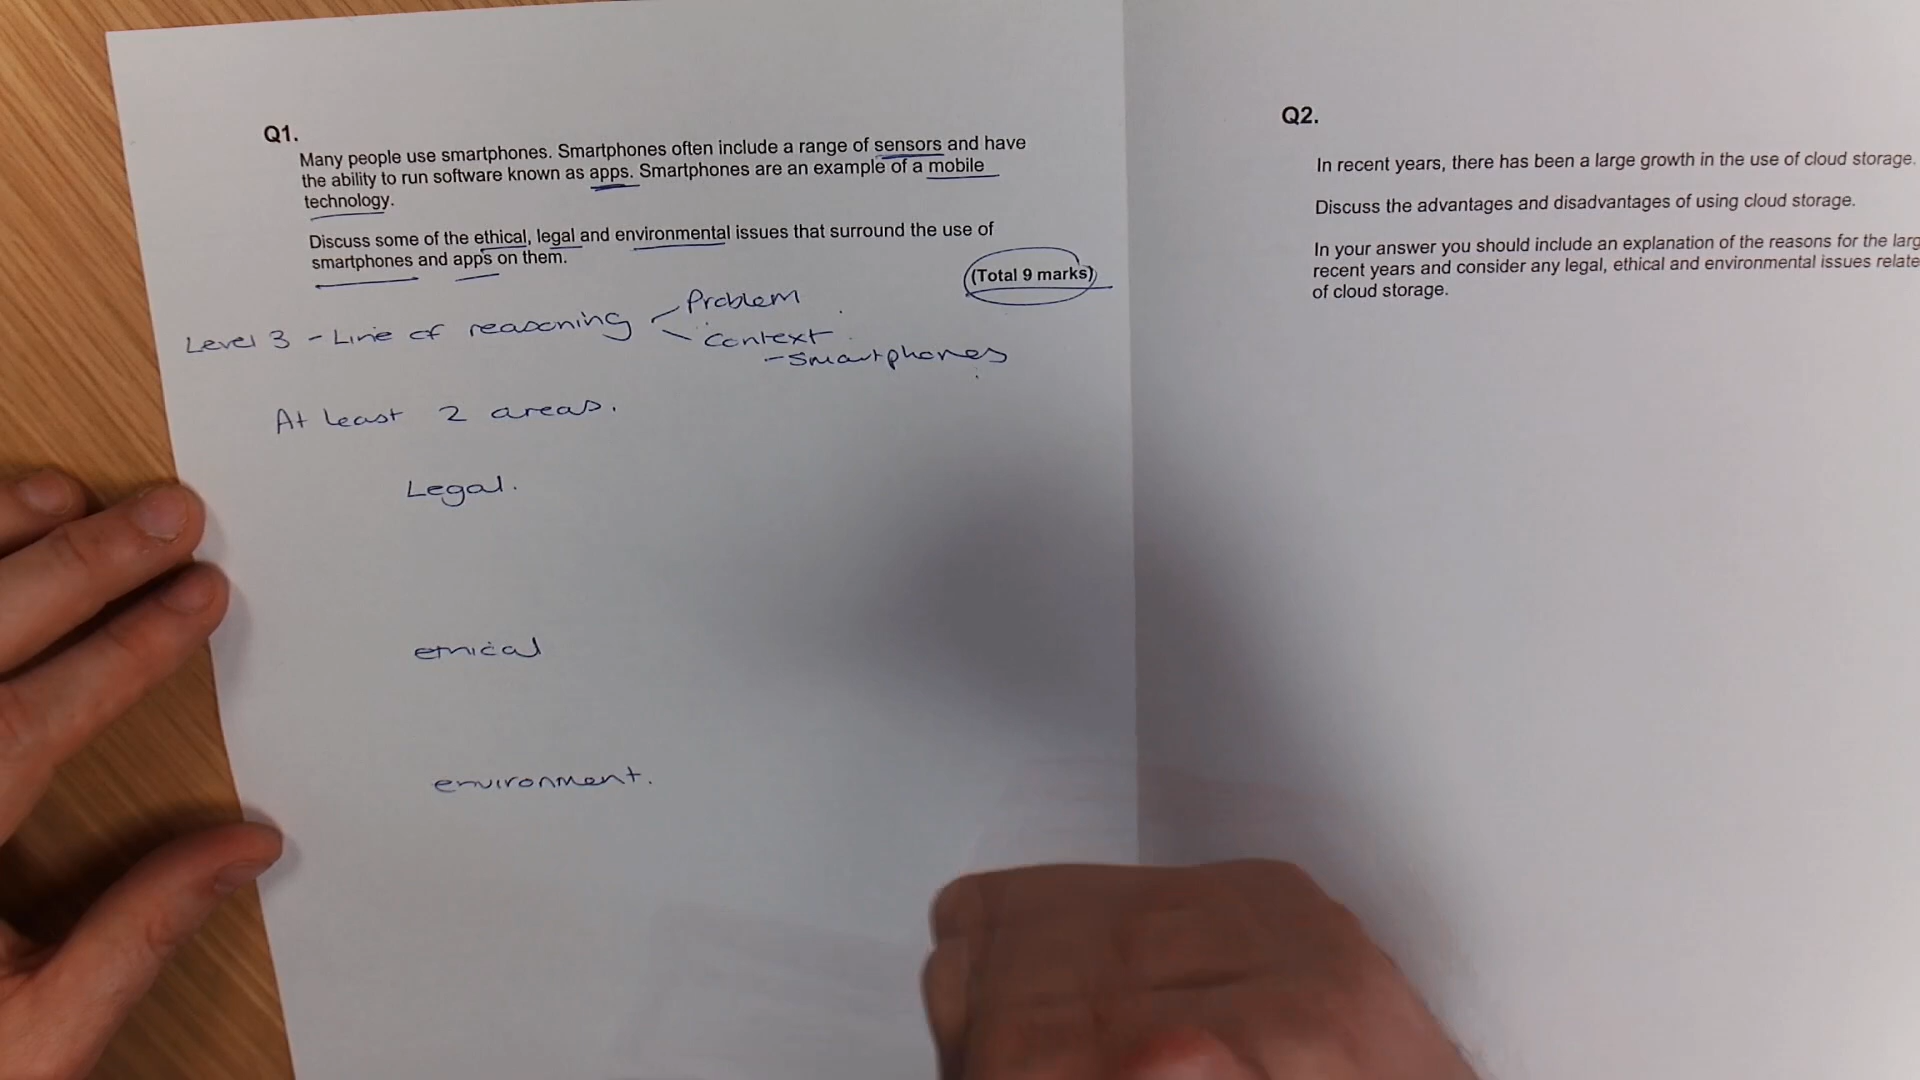 Q1.
Many people use smartphones. Smartphones often include a range of sensors and have
the ability to run software known as apps. Smartphones are an example of a mobile
technology.
Discuss some of the ethical, legal and environmental issues that surround the use of
smartphones and apps on them.
(Total 9 marks)
Level 3 - Line of reasoning
Problem
Context
- Smartphones
At least 2 areas.
Legal.
ethical
environment.
Q2.
In recent years, there has been a large growth in the use of cloud storage.
Discuss the advantages and disadvantages of using cloud storage.
In your answer you should include an explanation of the reasons for the larg
recent years and consider any legal, ethical and environmental issues relate
of cloud storage.